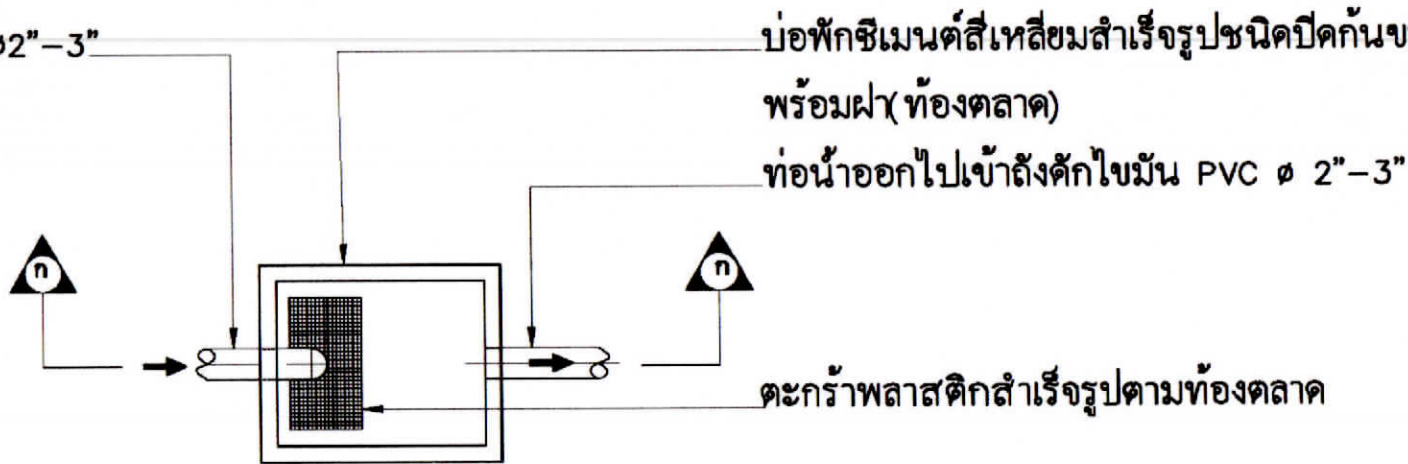 ø2"-3"
บ่อพักซีเมนต์สี่เหลี่ยมสำเร็จรูปชนิดปิดก้นข
พร้อมฝา(ท้องตลาด)
ท่อน้ำออกไปเข้าถังดักไขมัน PVC ø 2"-3"
ก
ก
ตะกร้าพลาสติกสำเร็จรูปตามท้องตลาด